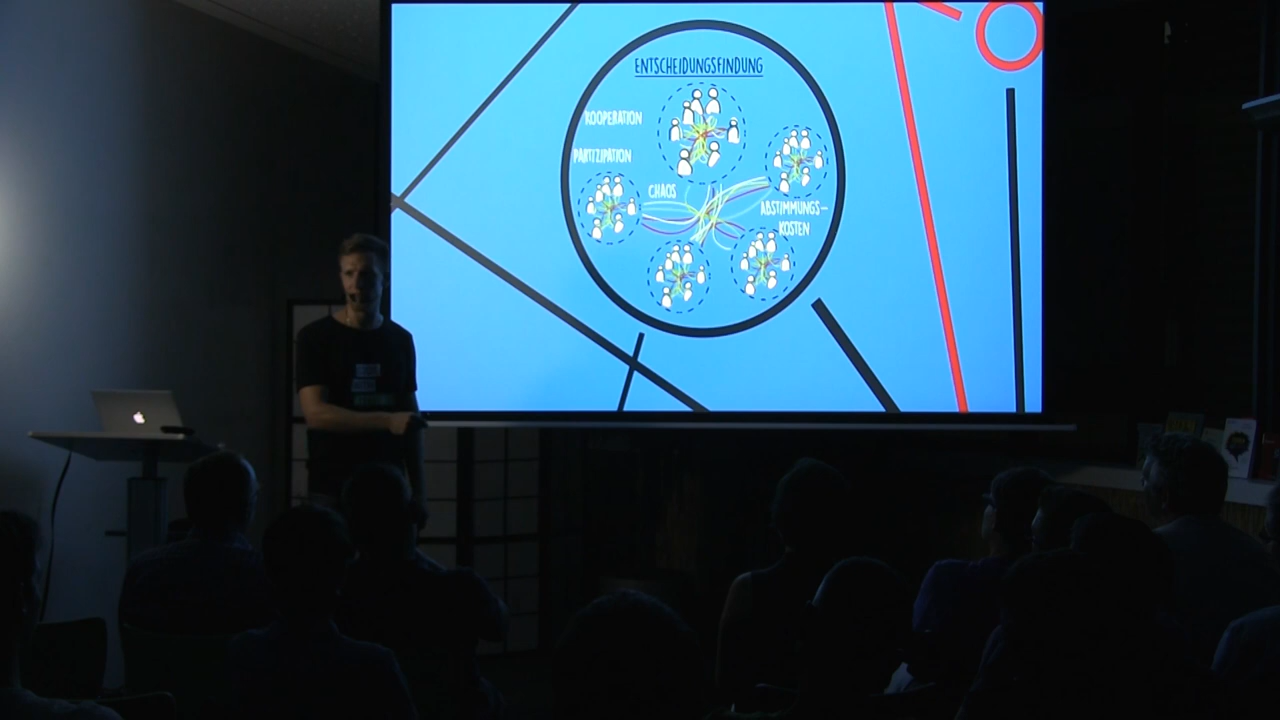 ENTSCHEIDUNGSFINDUNG
KOOPERATION
PARTIZIPATION
CHAOS
ABSTIMMUNGS-
KOSTEN